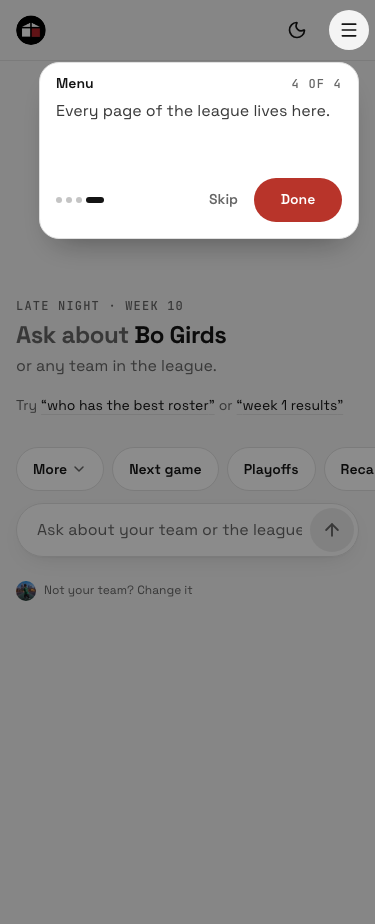 Menu
4 OF 4
Every page of the league lives here.
Skip
Done
LATE NIGHT · WEEK 10
Ask about Bo Girds
or any team in the league.
Try “who has the best roster” or “week 1 results”
More
Next game
Playoffs
Reca
Ask about your team or the league
Not your team? Change it